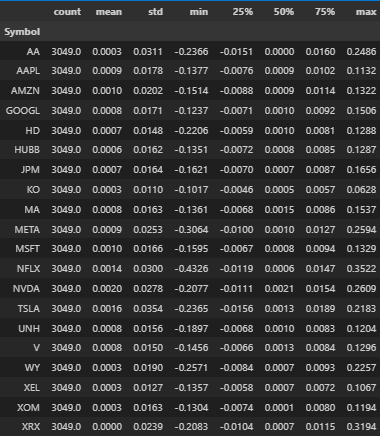 count mean std min 25% 50% 75% max
Symbol
AA 3049.0 0.0003 0.0311 -0.2366 -0.0151 0.0000 0.0160 0.2486
AAPL 3049.0 0.0009 0.0178 -0.1377 -0.0076 0.0009 0.0102 0.1132
AMZN 3049.0 0.0010 0.0202 -0.1514 -0.0088 0.0009 0.0114 0.1322
GOOGL 3049.0 0.0008 0.0171 -0.1237 -0.0071 0.0010 0.0092 0.1506
HD 3049.0 0.0007 0.0148 -0.2206 -0.0059 0.0010 0.0081 0.1288
HUBB 3049.0 0.0006 0.0162 -0.1351 -0.0072 0.0008 0.0085 0.1287
JPM 3049.0 0.0007 0.0164 -0.1621 -0.0070 0.0007 0.0087 0.1656
KO 3049.0 0.0003 0.0110 -0.1017 -0.0046 0.0005 0.0057 0.0628
MA 3049.0 0.0008 0.0163 -0.1361 -0.0068 0.0015 0.0086 0.1537
META 3049.0 0.0009 0.0253 -0.3064 -0.0100 0.0010 0.0127 0.2594
MSFT 3049.0 0.0010 0.0166 -0.1595 -0.0067 0.0008 0.0094 0.1329
NFLX 3049.0 0.0014 0.0300 -0.4326 -0.0119 0.0006 0.0147 0.3522
NVDA 3049.0 0.0020 0.0278 -0.2077 -0.0111 0.0021 0.0154 0.2609
TSLA 3049.0 0.0016 0.0354 -0.2365 -0.0156 0.0013 0.0189 0.2183
UNH 3049.0 0.0008 0.0156 -0.1897 -0.0068 0.0010 0.0083 0.1204
V 3049.0 0.0008 0.0150 -0.1456 -0.0066 0.0013 0.0084 0.1296
WY 3049.0 0.0003 0.0190 -0.2571 -0.0084 0.0007 0.0093 0.2257
XEL 3049.0 0.0003 0.0127 -0.1357 -0.0058 0.0007 0.0072 0.1067
XOM 3049.0 0.0003 0.0163 -0.1304 -0.0074 0.0001 0.0080 0.1194
XRX 3049.0 0.0000 0.0239 -0.2083 -0.0104 0.0007 0.0115 0.3194